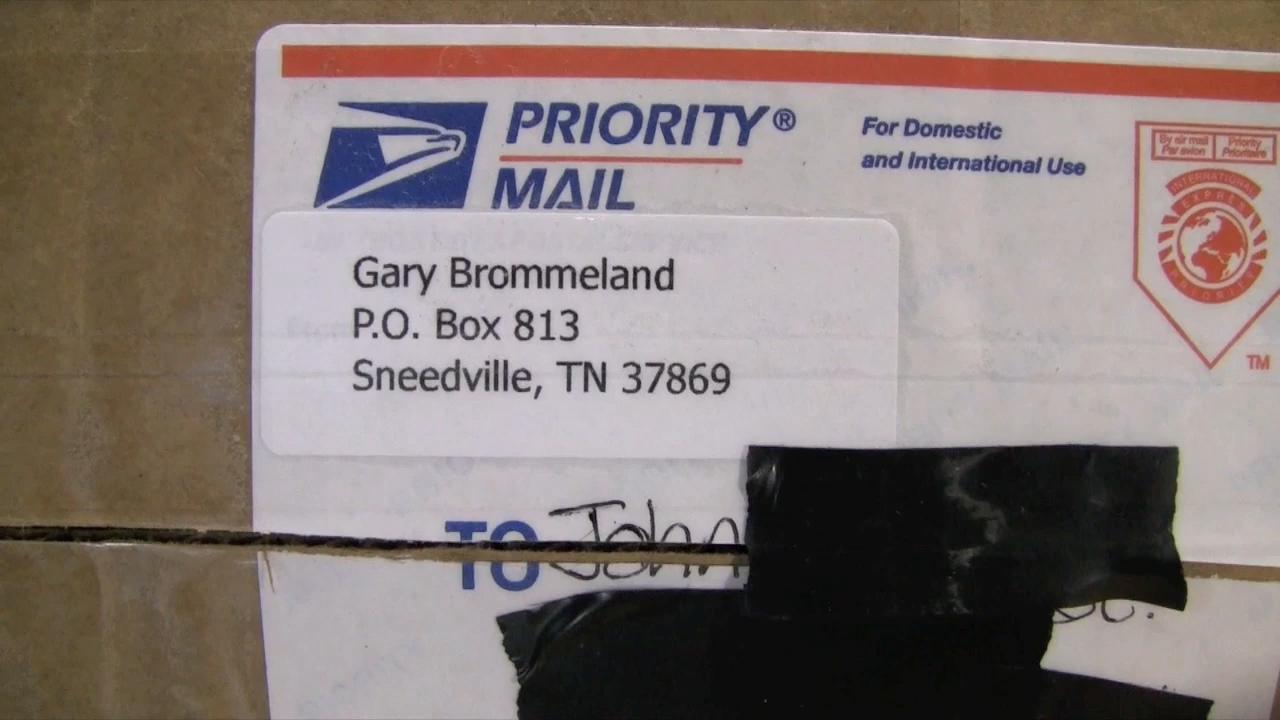 PRIORITY®
MAIL
For Domestic
and International Use
By air mail
Par avion
Priority
Prioritaire
INTERNATIONAL
EXPRES
PRIORITY
TM
Gary Brommeland
P.O. Box 813
Sneedville, TN 37869
TO John